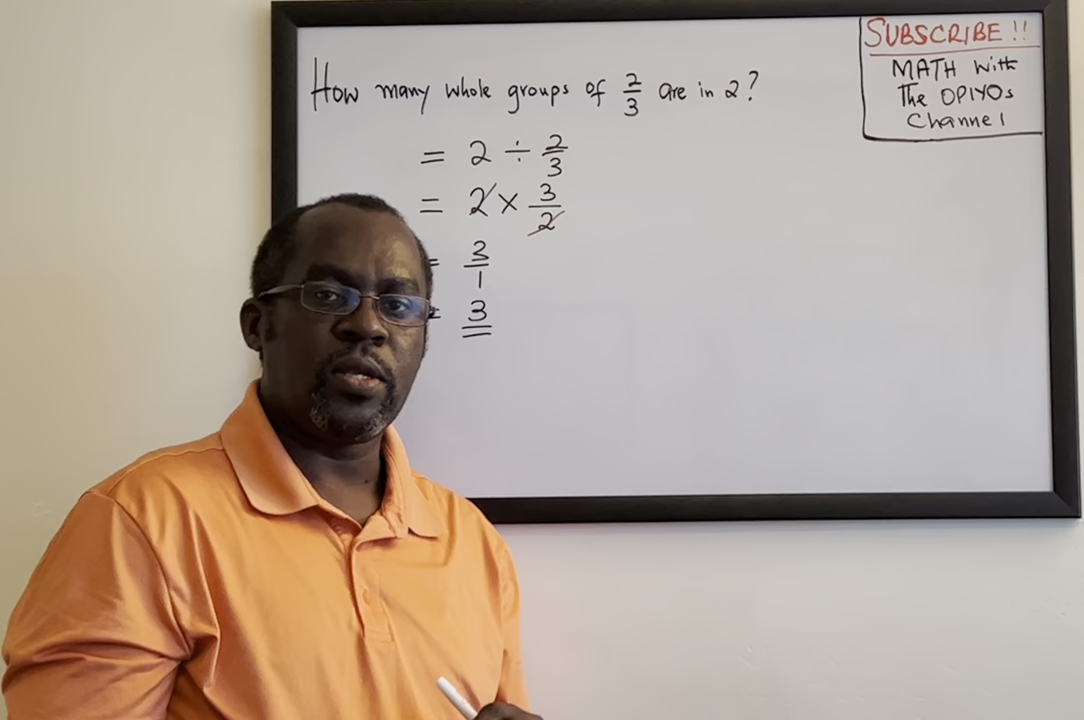 How many whole groups of 2/3 are in 2?
= 2 ÷ 2/3
= 2 × 3/2
= 3/1
= 3
SUBSCRIBE !!
MATH With
The OPIYOs
Channel